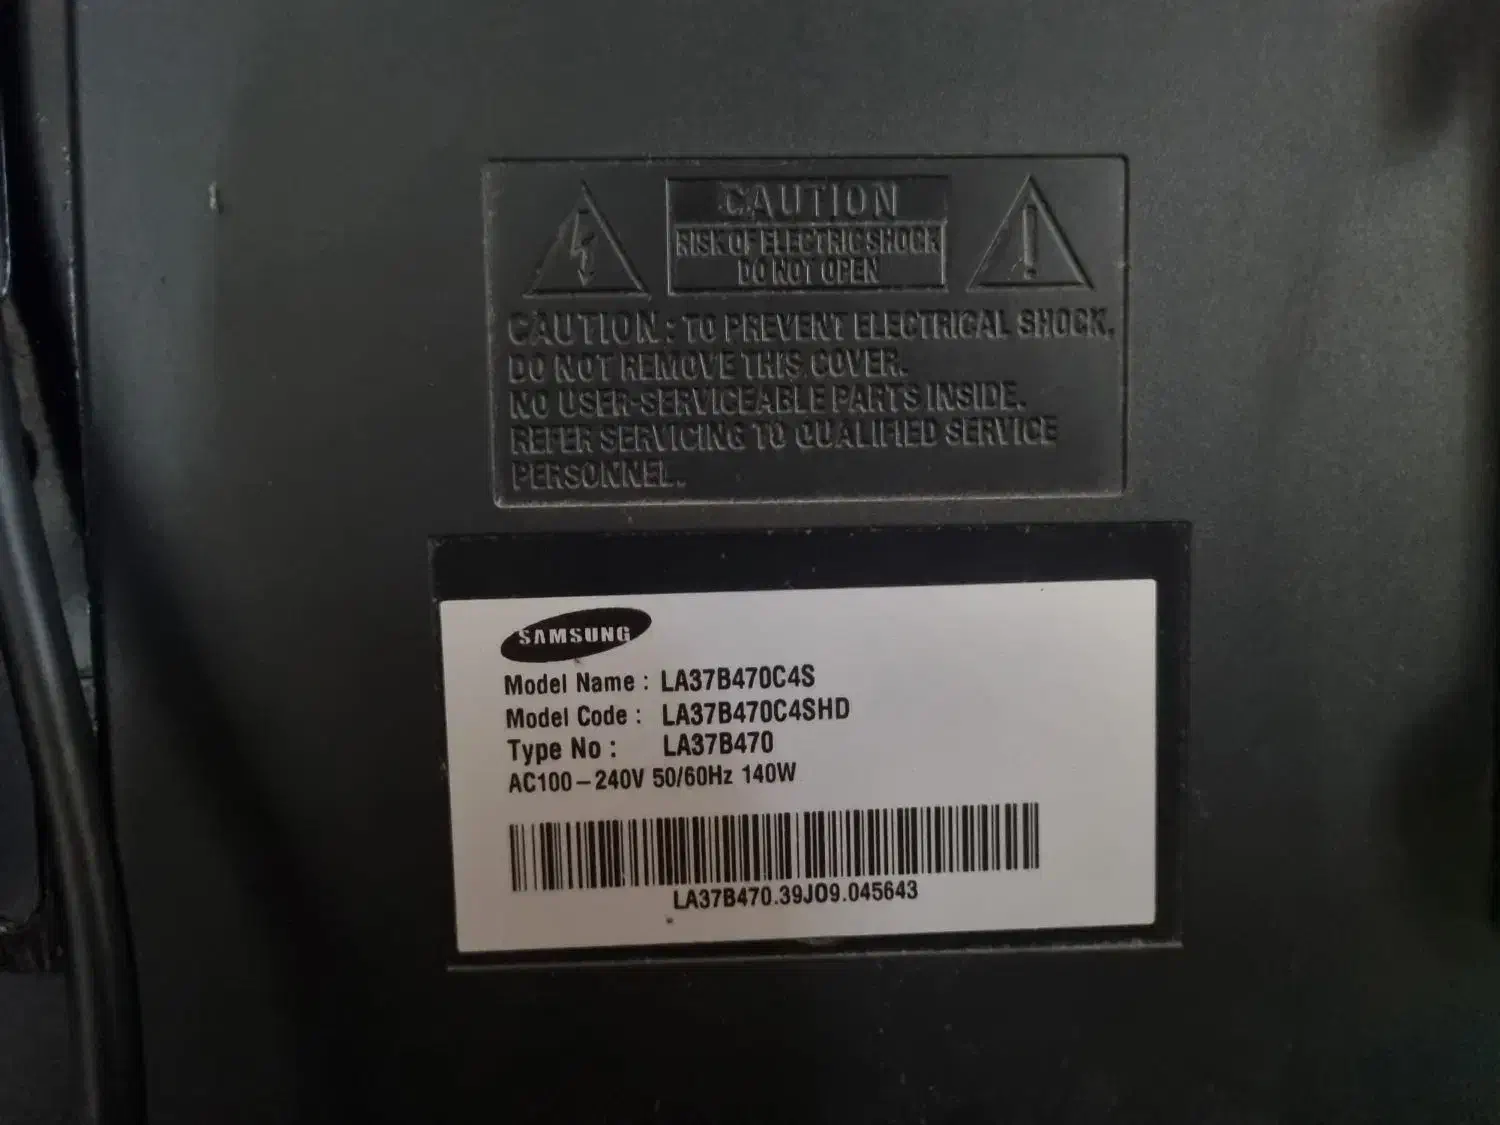 CAUTION
RISK OF ELECTRIC SHOCK
DO NOT OPEN
CAUTION : TO PREVENT ELECTRICAL SHOCK,
DO NOT REMOVE THIS COVER.
NO USER-SERVICEABLE PARTS INSIDE.
REFER SERVICING TO QUALIFIED SERVICE
PERSONNEL.
SAMSUNG
Model Name : LA37B470C4S
Model Code : LA37B470C4SHD
Type No : LA37B470
AC100-240V 50/60Hz 140W
LA37B470.39JO9.045643